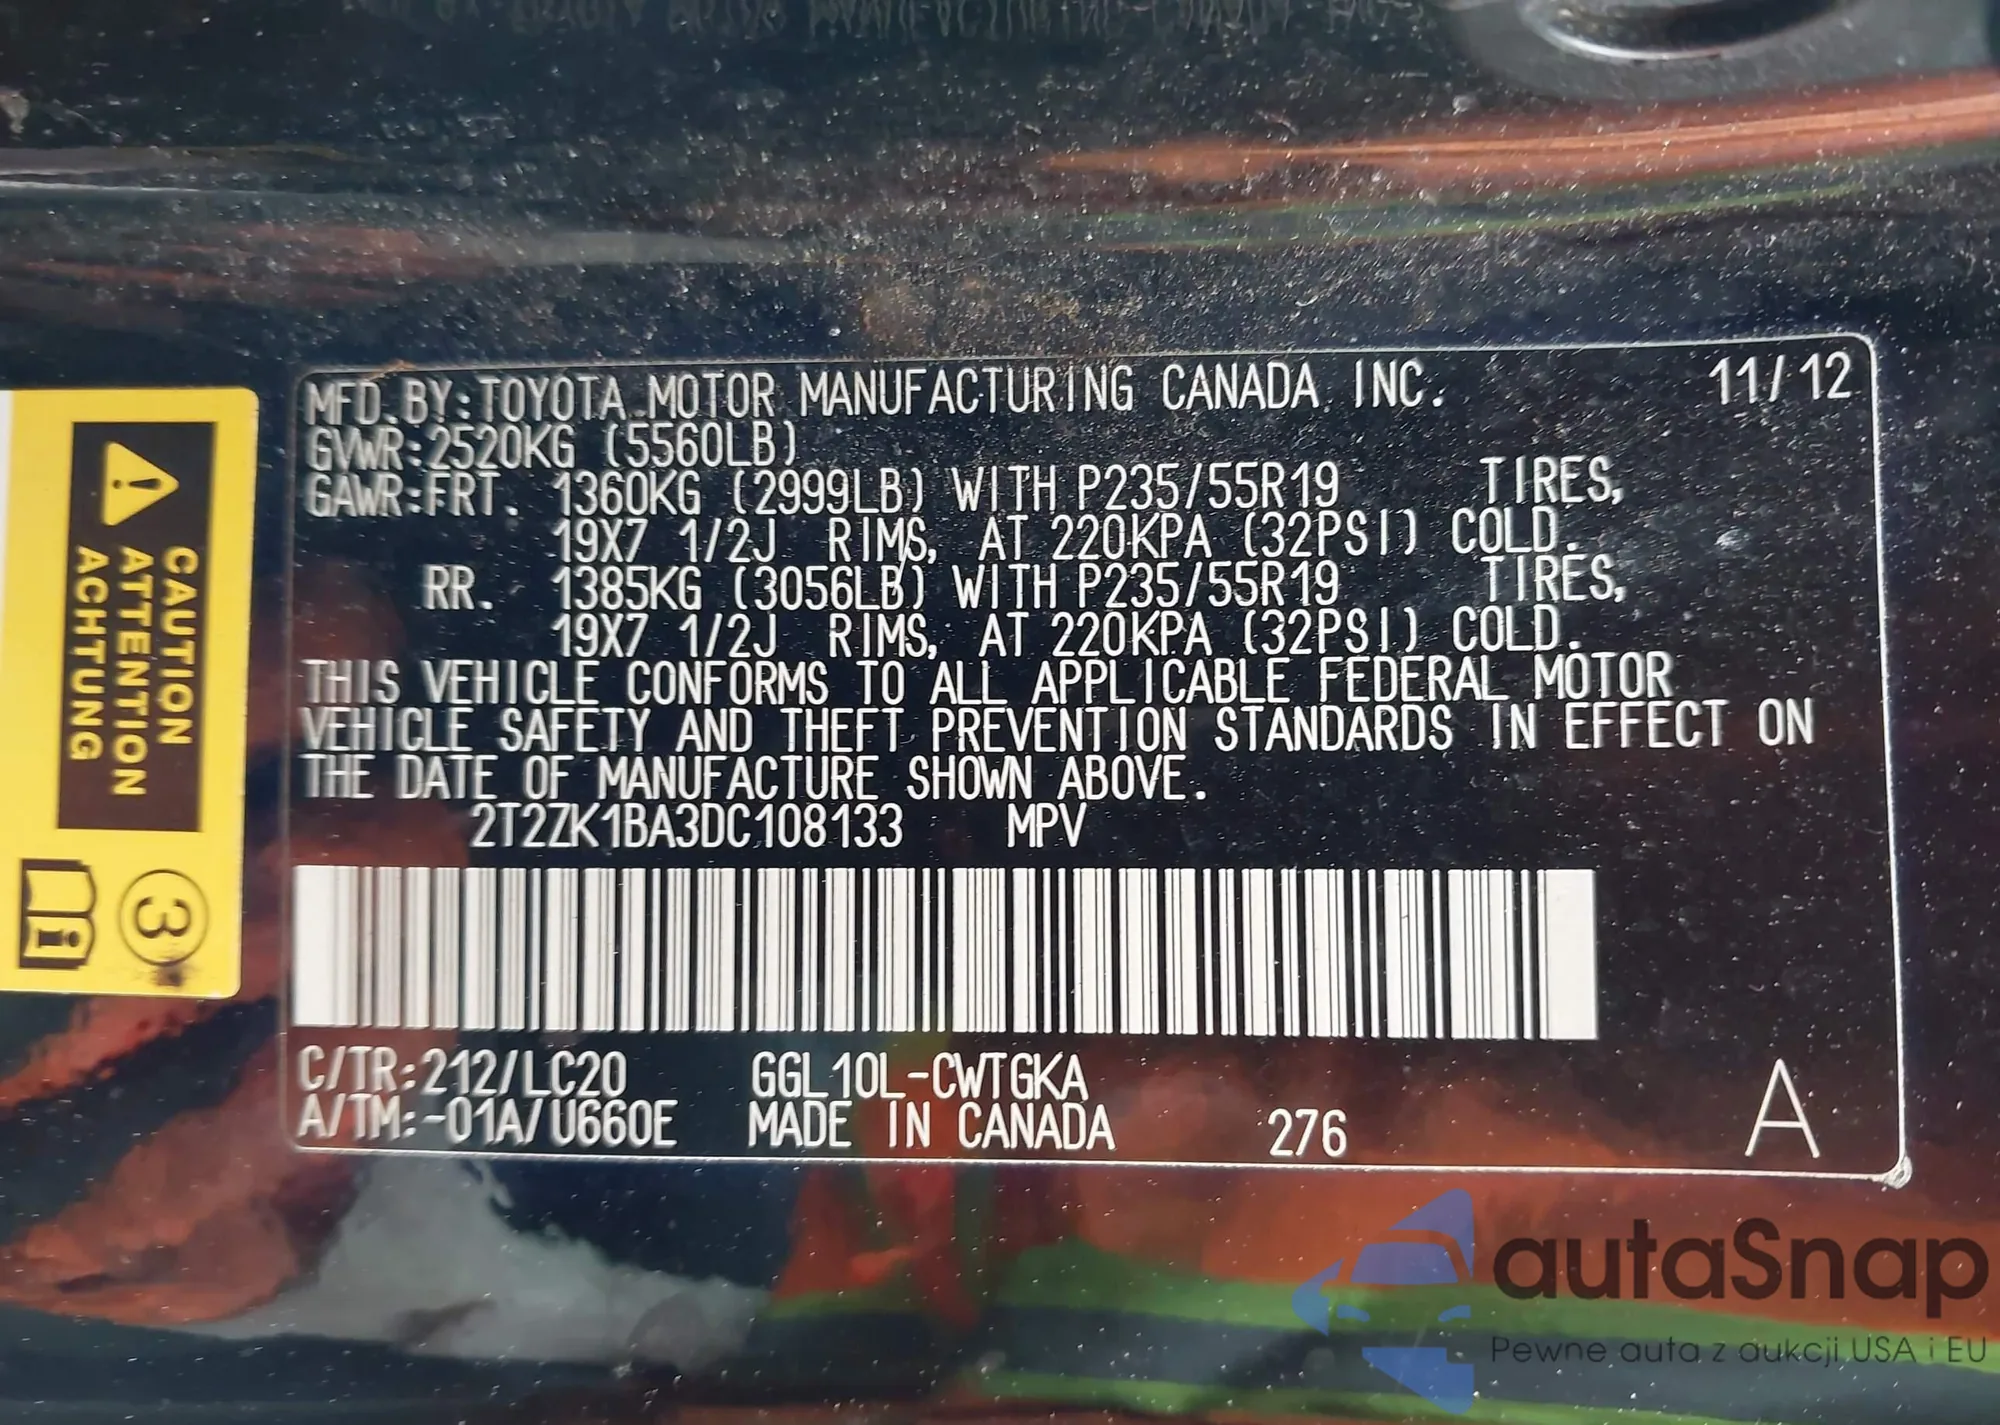 MFD. BY: TOYOTA MOTOR MANUFACTURING CANADA INC. 11/12
GVWR: 2520KG (5560LB)
GAWR: FRT. 1360KG (2999LB) WITH P235/55R19 TIRES,
19X7 1/2J RIMS, AT 220KPA (32PSI) COLD.
RR. 1385KG (3056LB) WITH P235/55R19 TIRES,
19X7 1/2J RIMS, AT 220KPA (32PSI) COLD.
THIS VEHICLE CONFORMS TO ALL APPLICABLE FEDERAL MOTOR
VEHICLE SAFETY AND THEFT PREVENTION STANDARDS IN EFFECT ON
THE DATE OF MANUFACTURE SHOWN ABOVE.
2T2ZK1BA3DC108133 MPV
C/TR: 212/LC20 GGL10L-CWTGKA
A/TM: -01A/U660E MADE IN CANADA 276 A
CAUTION
ATTENTION
ACHTUNG
3
autaSnap
Pewne auta z aukcji USA i EU